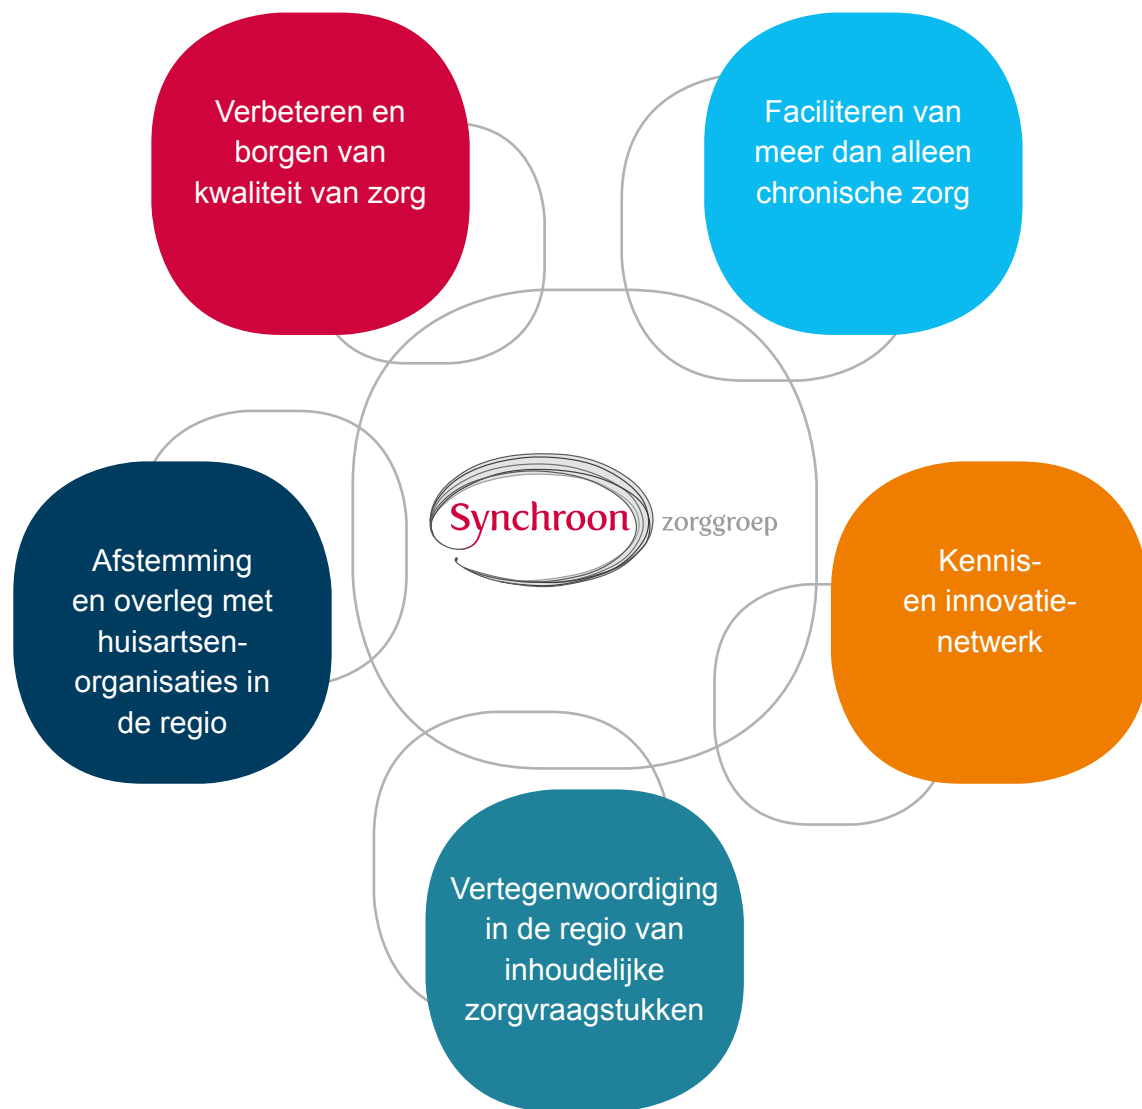 Verbeteren en
borgen van
kwaliteit van zorg
Faciliteren van
meer dan alleen
chronische zorg
Synchroon zorggroep
Afstemming
en overleg met
huisartsen-
organisaties in
de regio
Kennis-
en innovatie-
netwerk
Vertegenwoordiging
in de regio van
inhoudelijke
zorgvraagstukken